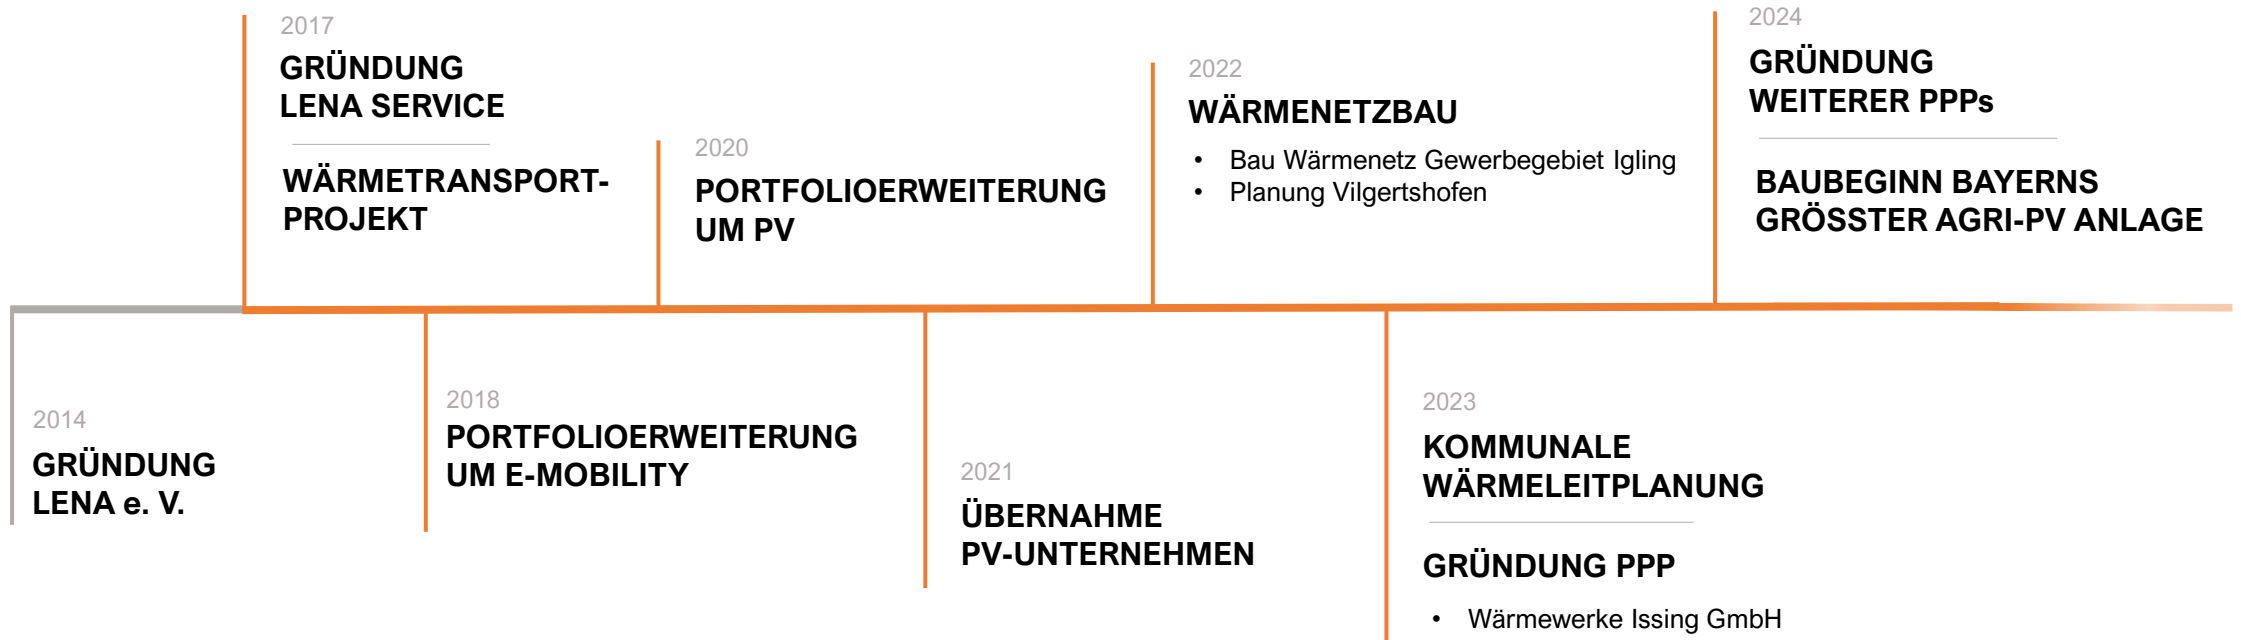 2014
GRÜNDUNG
LENA e. V.
2017
GRÜNDUNG
LENA SERVICE
WÄRMETRANSPORT-
PROJEKT
2018
PORTFOLIOERWEITERUNG
UM E-MOBILITY
2020
PORTFOLIOERWEITERUNG
UM PV
2021
ÜBERNAHME
PV-UNTERNEHMEN
2022
WÄRMENETZBAU
• Bau Wärmenetz Gewerbegebiet Igling
• Planung Vilgertshofen
2023
KOMMUNALE
WÄRMELEITPLANUNG
GRÜNDUNG PPP
• Wärmewerke Issing GmbH
2024
GRÜNDUNG
WEITERER PPPs
BAUBEGINN BAYERNS
GRÖSSTER AGRI-PV ANLAGE